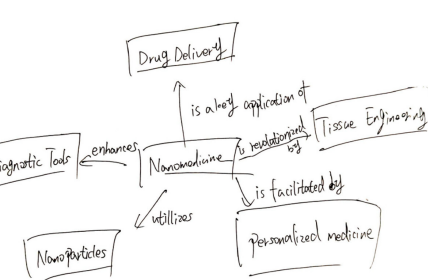 Drug Delivery
is a key application of
Tissue Engineering
is revolutionized
by
enhances
iagnostic Tools
Nanomedicine
is facilitated by
utillizes
personalized medicine
Nanoparticles